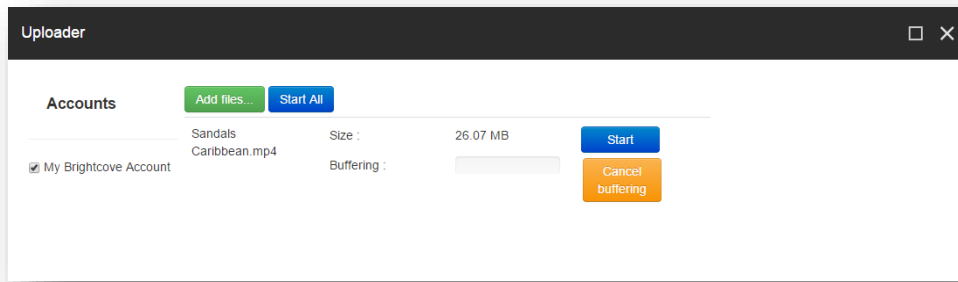 Uploader
Accounts
Add files...
Start All
Sandals
Caribbean.mp4
Size :
26.07 MB
Start
My Brightcove Account
Buffering :
Cancel
buffering